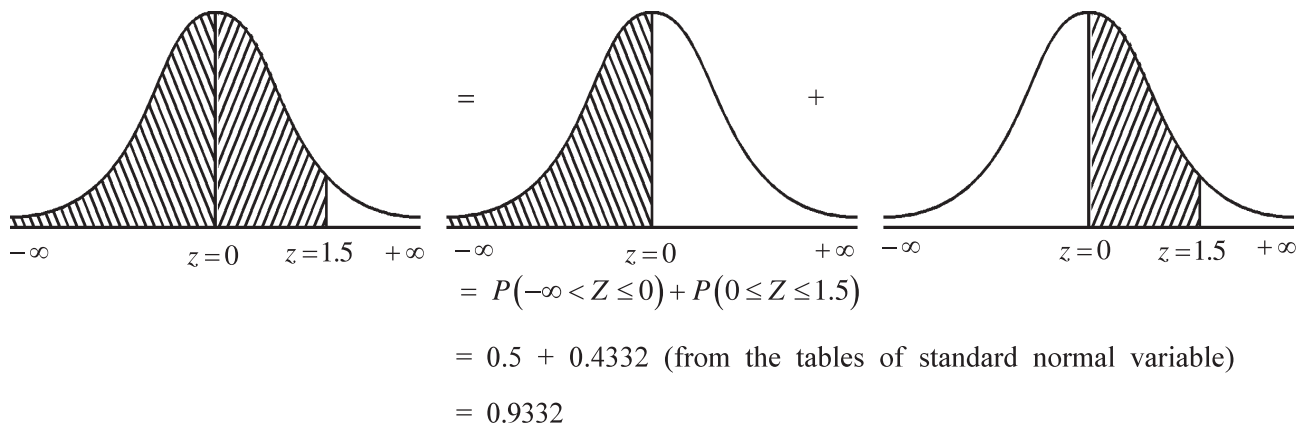 = +
−∞ z=0 z=1.5 +∞ −∞ z=0 +∞ −∞ z=0 z=1.5 +∞
= P(−∞ < Z ≤ 0) + P(0 ≤ Z ≤ 1.5)
= 0.5 + 0.4332 (from the tables of standard normal variable)
= 0.9332